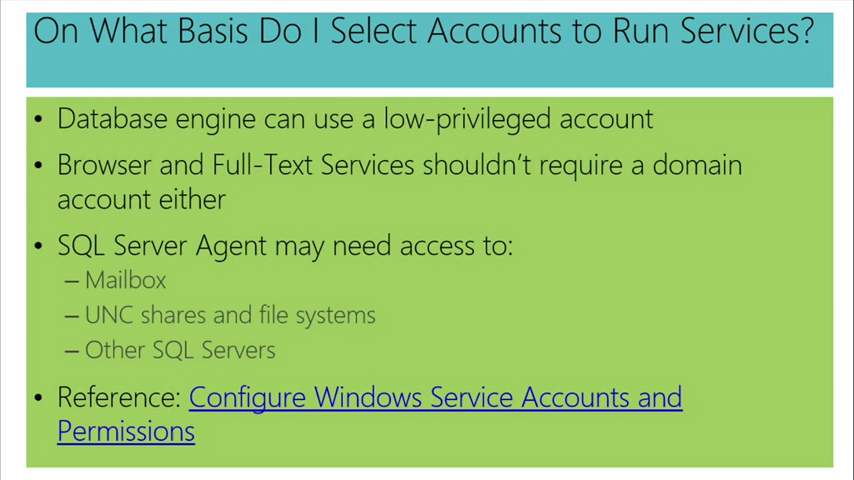 On What Basis Do I Select Accounts to Run Services?
• Database engine can use a low-privileged account
• Browser and Full-Text Services shouldn't require a domain
account either
• SQL Server Agent may need access to:
– Mailbox
– UNC shares and file systems
– Other SQL Servers
• Reference: Configure Windows Service Accounts and
Permissions